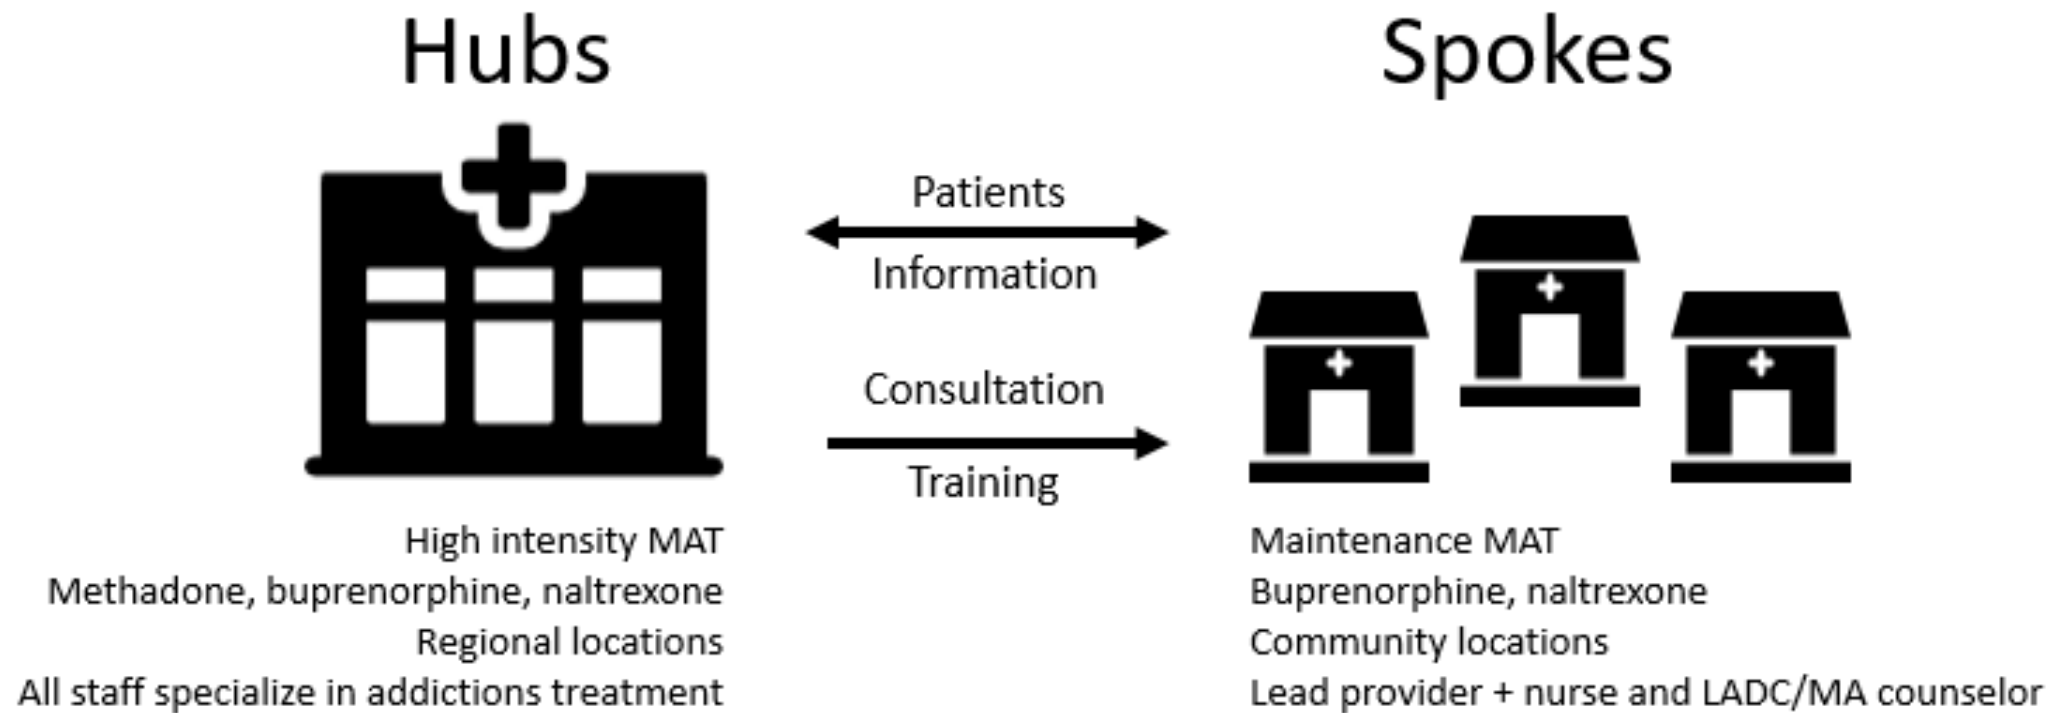 Hubs
Spokes
Patients
Information
Consultation
Training
High intensity MAT
Methadone, buprenorphine, naltrexone
Regional locations
All staff specialize in addictions treatment
Maintenance MAT
Buprenorphine, naltrexone
Community locations
Lead provider + nurse and LADC/MA counselor